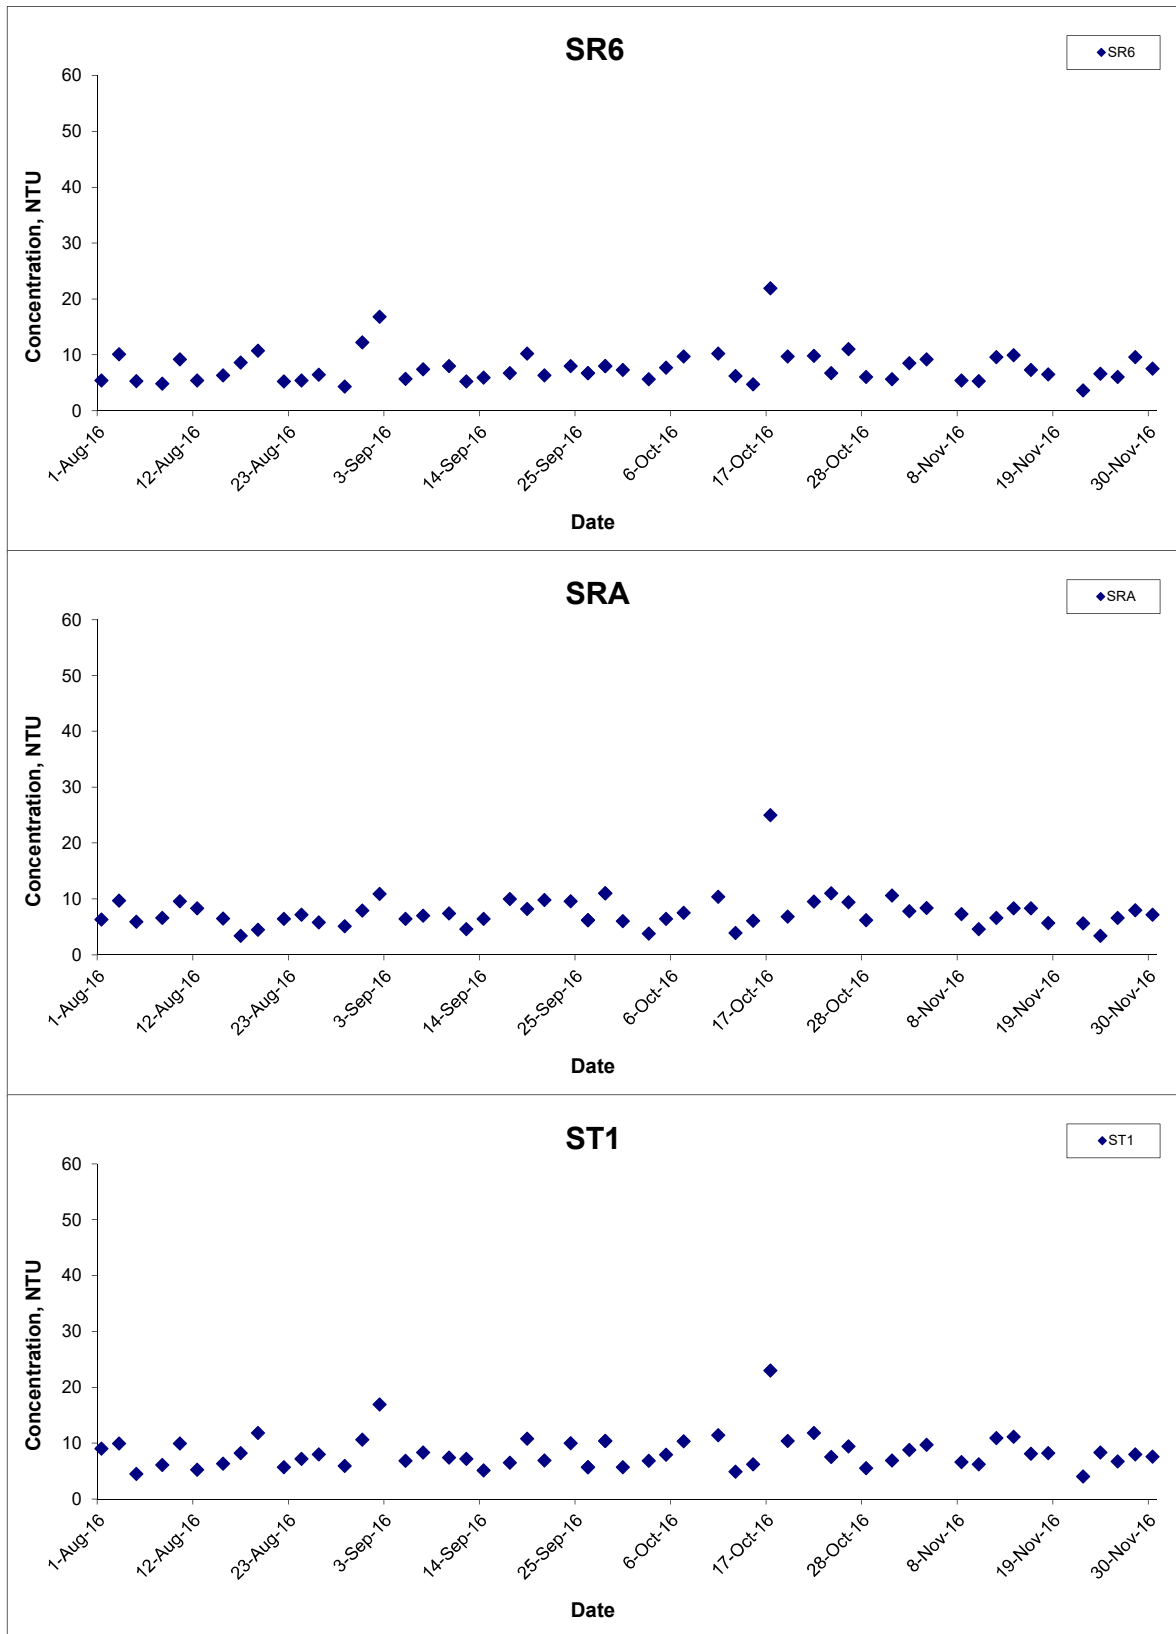 SR6
SR6
60
50
40
30
20
10
0
Concentration, NTU
1-Aug-16
12-Aug-16
23-Aug-16
3-Sep-16
14-Sep-16
25-Sep-16
6-Oct-16
17-Oct-16
28-Oct-16
8-Nov-16
19-Nov-16
30-Nov-16
Date
SRA
SRA
60
50
40
30
20
10
0
Concentration, NTU
1-Aug-16
12-Aug-16
23-Aug-16
3-Sep-16
14-Sep-16
25-Sep-16
6-Oct-16
17-Oct-16
28-Oct-16
8-Nov-16
19-Nov-16
30-Nov-16
Date
ST1
ST1
60
50
40
30
20
10
0
Concentration, NTU
1-Aug-16
12-Aug-16
23-Aug-16
3-Sep-16
14-Sep-16
25-Sep-16
6-Oct-16
17-Oct-16
28-Oct-16
8-Nov-16
19-Nov-16
30-Nov-16
Date